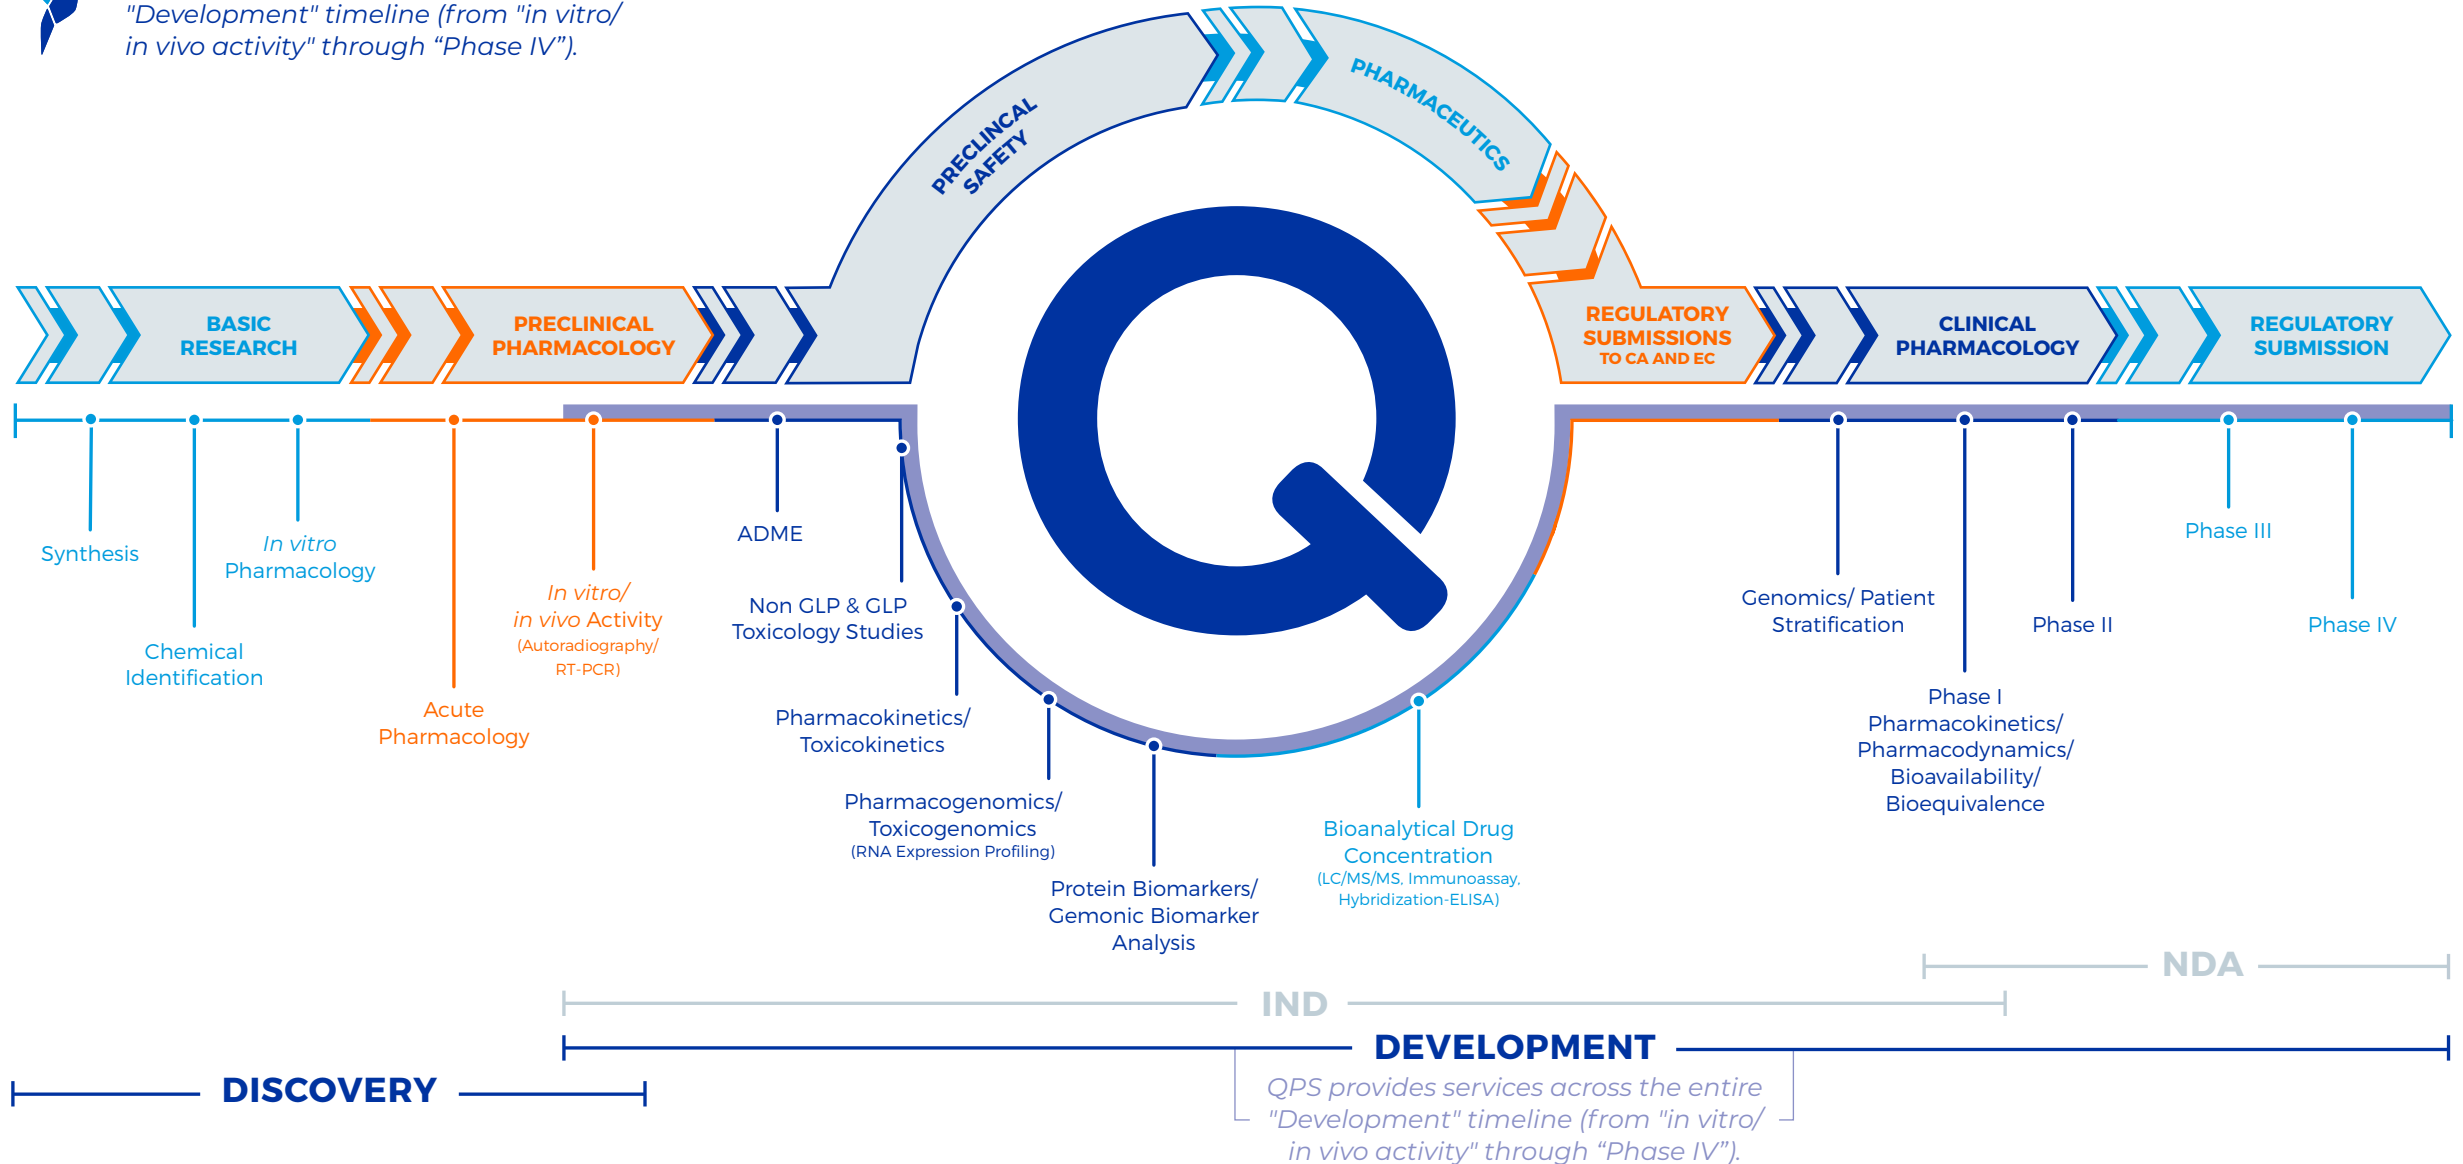 "Development" timeline (from "in vitro/
in vivo activity" through “Phase IV”).
PRECLINCAL
SAFETY
PHARMACEUTICS
BASIC
RESEARCH
PRECLINICAL
PHARMACOLOGY
REGULATORY
SUBMISSIONS
TO CA AND EC
CLINICAL
PHARMACOLOGY
REGULATORY
SUBMISSION
Q
Synthesis
Chemical
Identification
In vitro
Pharmacology
Acute
Pharmacology
In vitro/
in vivo Activity
(Autoradiography/
RT-PCR)
ADME
Non GLP & GLP
Toxicology Studies
Pharmacokinetics/
Toxicokinetics
Pharmacogenomics/
Toxicogenomics
(RNA Expression Profiling)
Protein Biomarkers/
Gemonic Biomarker
Analysis
Bioanalytical Drug
Concentration
(LC/MS/MS, Immunoassay,
Hybridization-ELISA)
Genomics/ Patient
Stratification
Phase I
Pharmacokinetics/
Pharmacodynamics/
Bioavailability/
Bioequivalence
Phase II
Phase III
Phase IV
NDA
IND
DEVELOPMENT
DISCOVERY
QPS provides services across the entire
"Development" timeline (from "in vitro/
in vivo activity" through “Phase IV”).